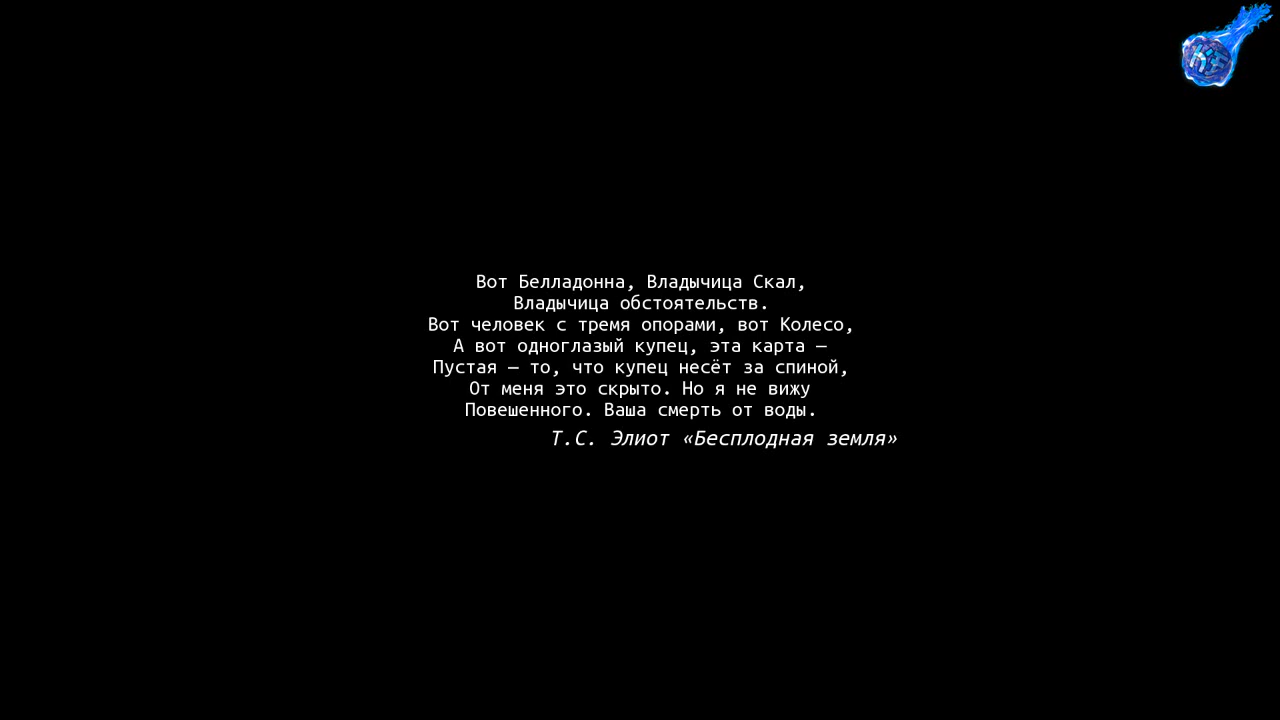 Вот Белладонна, Владычица Скал,
Владычица обстоятельств.
Вот человек с тремя опорами, вот Колесо,
А вот одноглазый купец, эта карта —
Пустая — то, что купец несёт за спиной,
От меня это скрыто. Но я не вижу
Повешенного. Ваша смерть от воды.
Т.С. Элиот «Бесплодная земля»